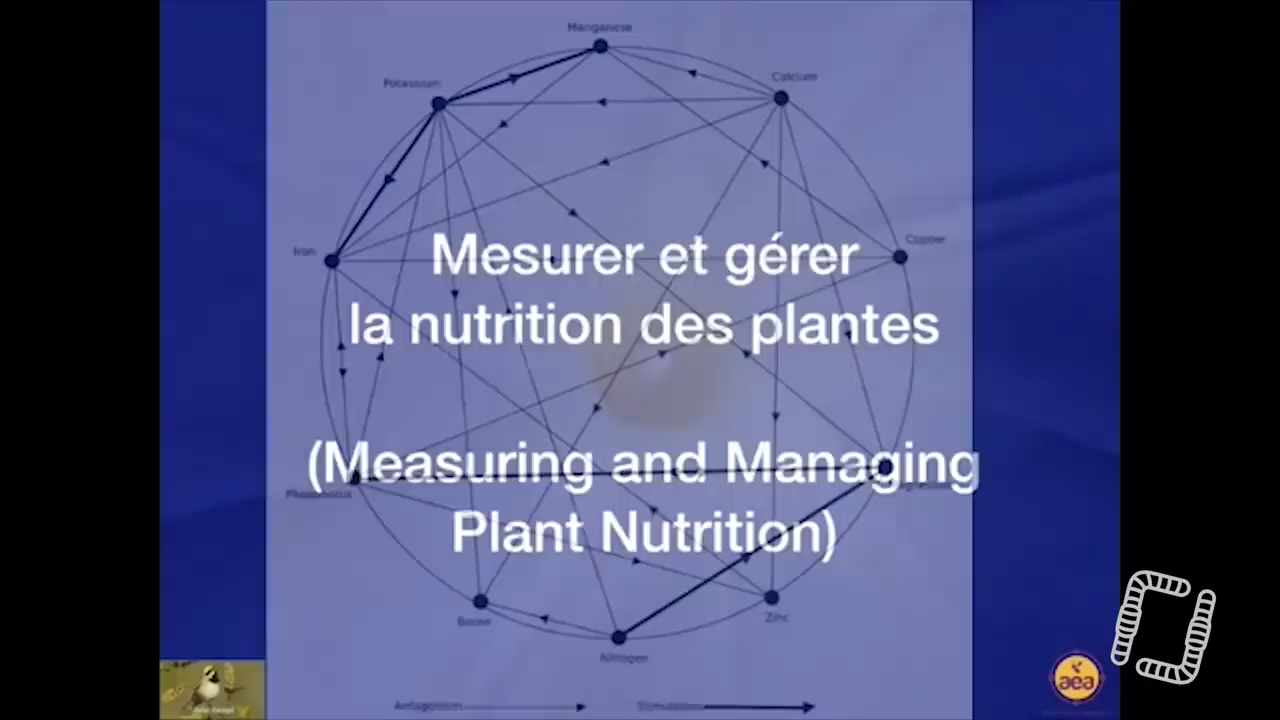 Manganese
Potassium
Calcium
Copper
Iron
Mesurer et gérer
la nutrition des plantes
(Measuring and Managing
Plant Nutrition)
Phosphorus
Boron
Zinc
Nitrogen
Antagonism
Stimulation
aea